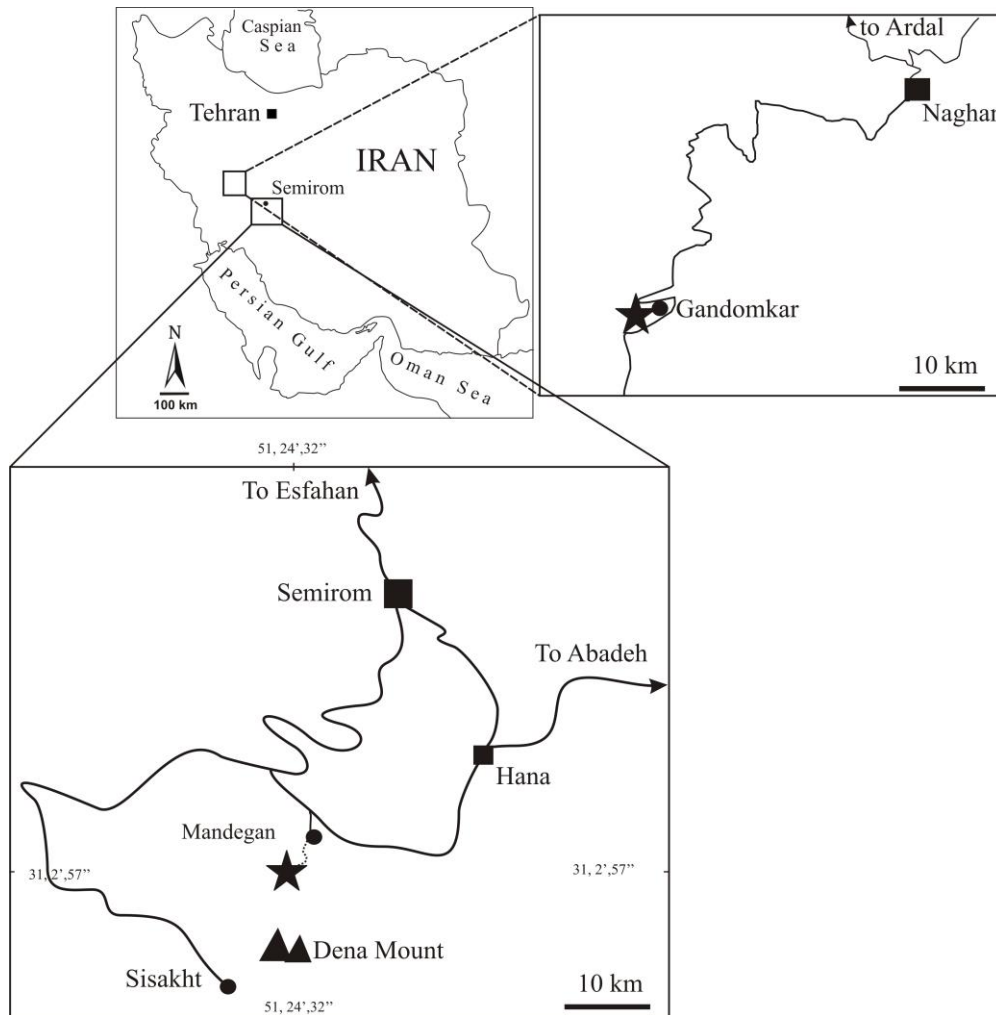 Caspian
Sea
Tehran
IRAN
Semirom
Persian Gulf
Oman Sea
N
100 km
to Ardal
Naghan
Gandomkar
10 km
51, 24',32''
To Esfahan
Semirom
To Abadeh
Hana
Mandegan
31, 2',57''
31, 2',57''
Dena Mount
Sisakht
51, 24',32''
10 km